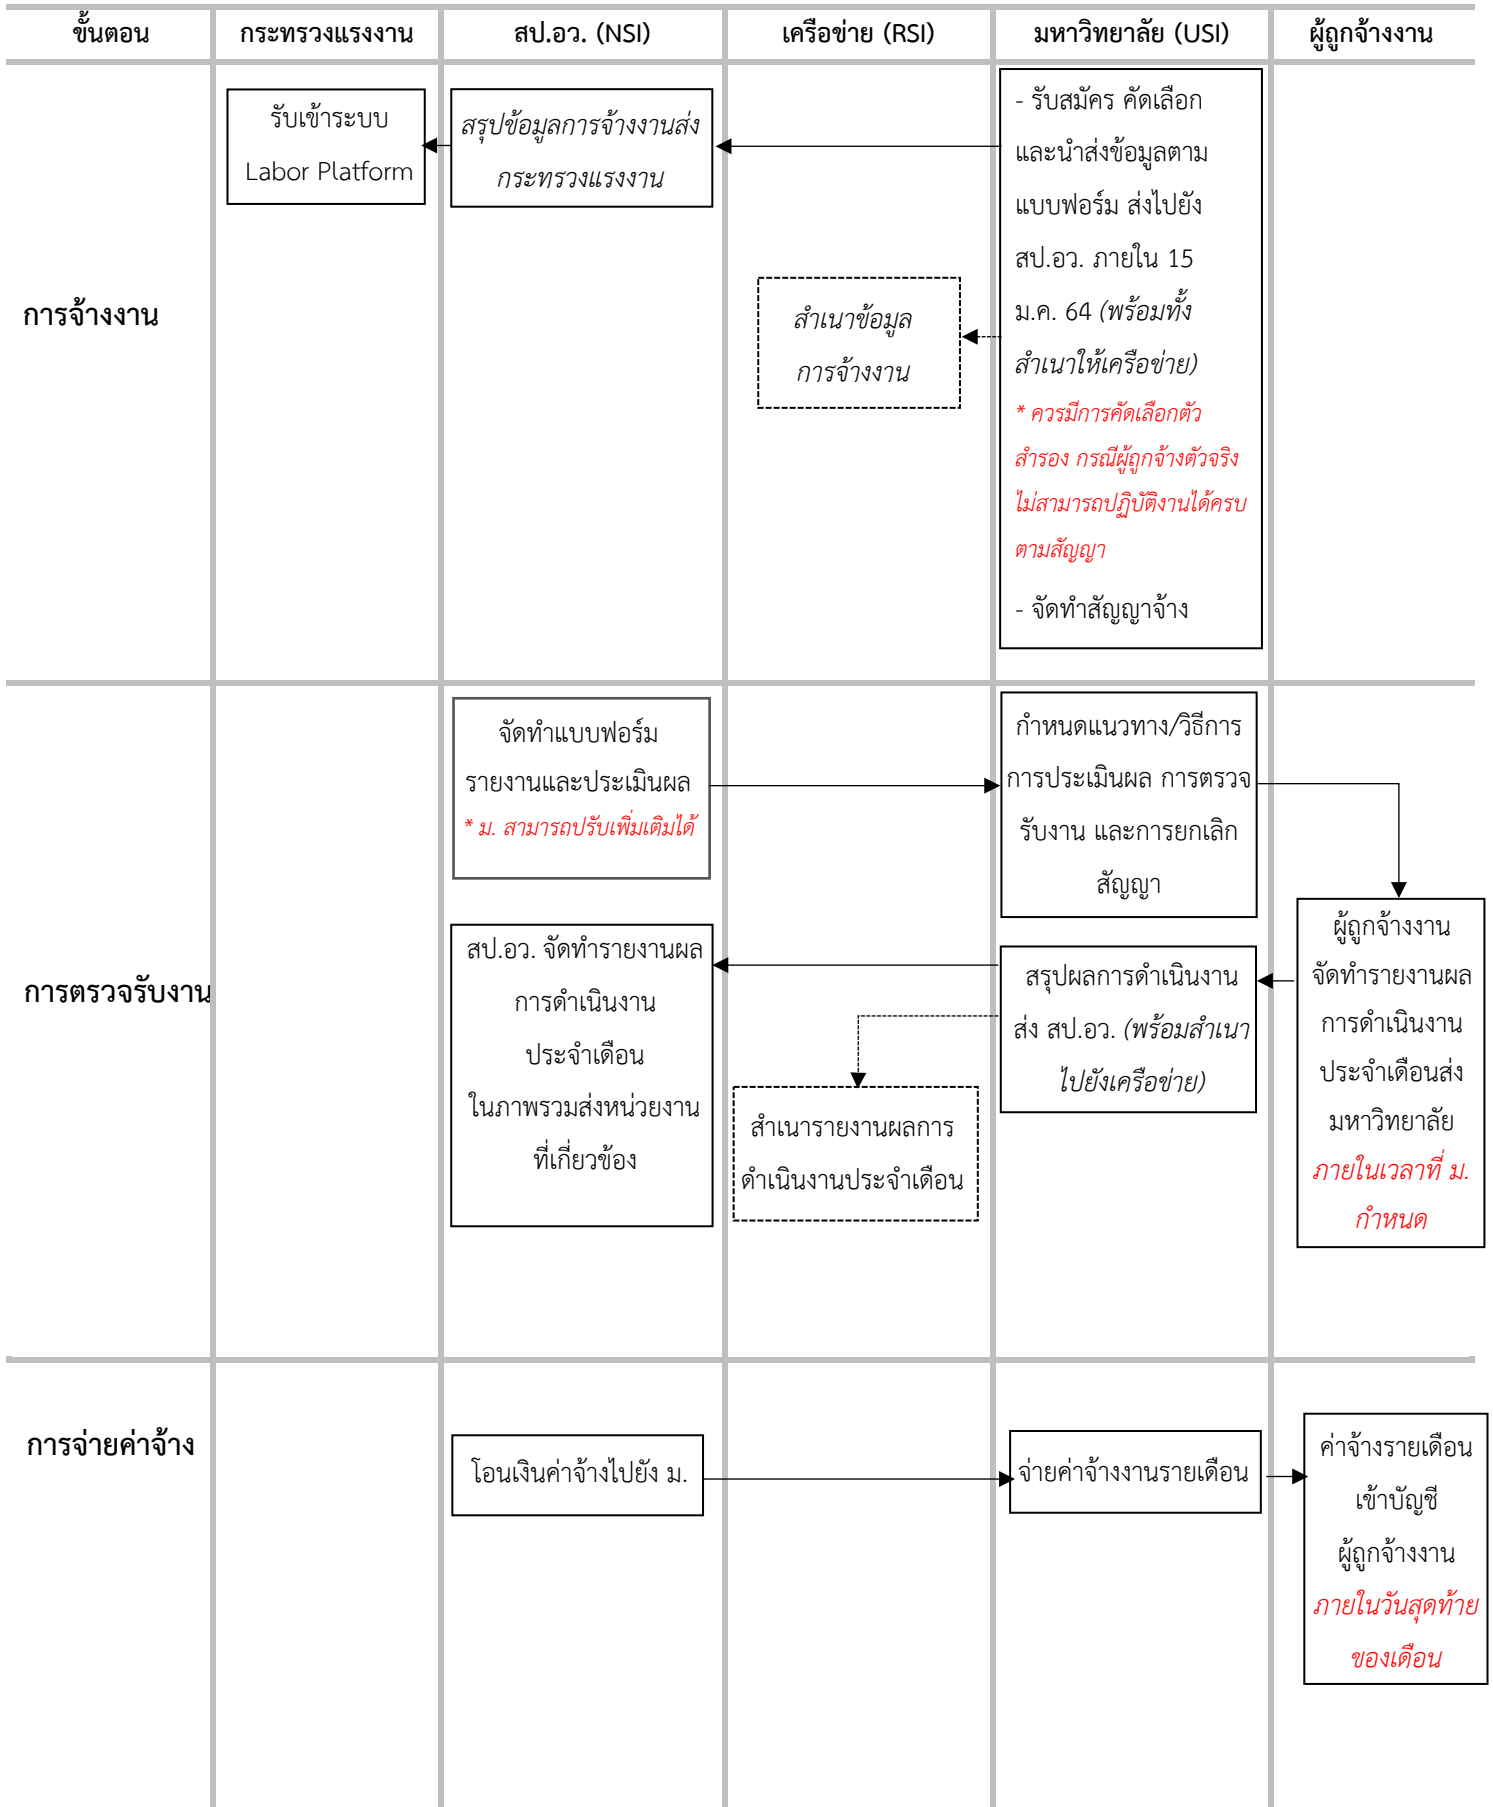 ขั้นตอน
กระทรวงแรงงาน
สป.อว. (NSI)
เครือข่าย (RSI)
มหาวิทยาลัย (USI)
ผู้ถูกจ้างงาน
การจ้างงาน
รับเข้าระบบ
Labor Platform
สรุปข้อมูลการจ้างงานส่ง
กระทรวงแรงงาน
สำเนาข้อมูล
การจ้างงาน
- รับสมัคร คัดเลือก
และนำส่งข้อมูลตาม
แบบฟอร์ม ส่งไปยัง
สป.อว. ภายใน 15
ม.ค. 64 (พร้อมทั้ง
สำเนาให้เครือข่าย)
* ควรมีการคัดเลือกตัว
สำรอง กรณีผู้ถูกจ้างตัวจริง
ไม่สามารถปฏิบัติงานได้ครบ
ตามสัญญา
- จัดทำสัญญาจ้าง
การตรวจรับงาน
จัดทำแบบฟอร์ม
รายงานและประเมินผล
* ม. สามารถปรับเพิ่มเติมได้
กำหนดแนวทาง/วิธีการ
การประเมินผล การตรวจ
รับงาน และการยกเลิก
สัญญา
ผู้ถูกจ้างงาน
จัดทำรายงานผล
การดำเนินงาน
ประจำเดือนส่ง
มหาวิทยาลัย
ภายในเวลาที่ ม.
กำหนด
สรุปผลการดำเนินงาน
ส่ง สป.อว. (พร้อมสำเนา
ไปยังเครือข่าย)
สำเนารายงานผลการ
ดำเนินงานประจำเดือน
สป.อว. จัดทำรายงานผล
การดำเนินงาน
ประจำเดือน
ในภาพรวมส่งหน่วยงาน
ที่เกี่ยวข้อง
การจ่ายค่าจ้าง
โอนเงินค่าจ้างไปยัง ม.
จ่ายค่าจ้างงานรายเดือน
ค่าจ้างรายเดือน
เข้าบัญชี
ผู้ถูกจ้างงาน
ภายในวันสุดท้าย
ของเดือน